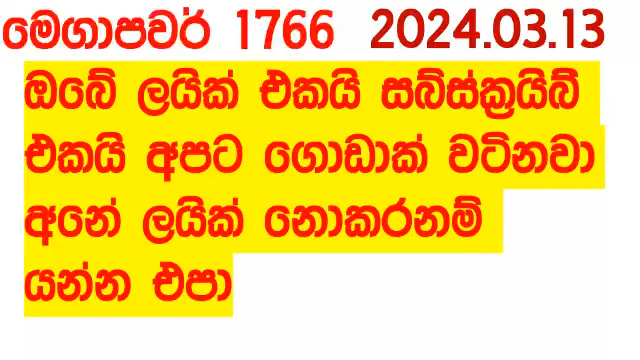 මෙගාපවර් 1766 2024.03.13
ඔබේ ලයික් එකයි සබ්ස්ක්‍රයිබ්
එකයි අපට ගොඩාක් වටිනවා
අනේ ලයික් නොකරනම්
යන්න එපා